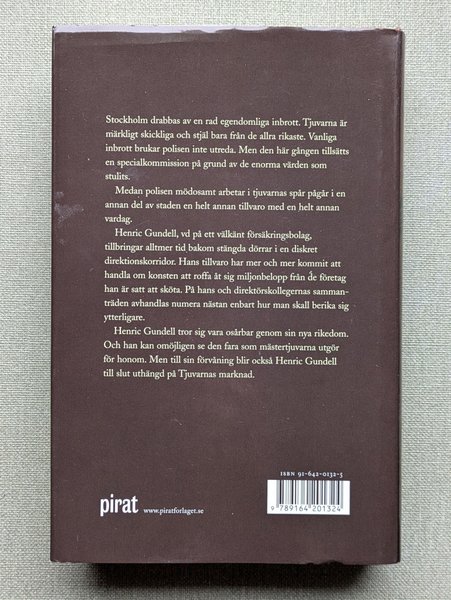 Stockholm drabbas av en rad egendomliga inbrott. Tjuvarna är
märkligt skickliga och stjäl bara från de allra rikaste. Vanliga
inbrott brukar polisen inte utreda. Men den här gången tillsätts
en specialkommission på grund av de enorma värden som
stulits.
Medan polisen mödosamt arbetar i tjuvarnas spår pågår i en
annan del av staden en helt annan tillvaro med en helt annan
vardag.
Henric Gundell, vd på ett välkänt försäkringsbolag,
tillbringar alltmer tid bakom stängda dörrar i en diskret
direktionskorridor. Hans tillvaro har mer och mer kommit att
handla om konsten att roffa åt sig miljonbelopp från de företag
han är satt att sköta. På hans och direktörskollegernas samman-
träden avhandlas numera nästan enbart hur man skall berika sig
ytterligare.
Henric Gundell tror sig vara osårbar genom sin nya rikedom.
Och han kan omöjligen se den fara som mästertjuvarna utgör
för honom. Men till sin förvåning blir också Henric Gundell
till slut uthängd på Tjuvarnas marknad.
ISBN 91-642-0132-5
9 789164 201324
pirat www.piratforlaget.se